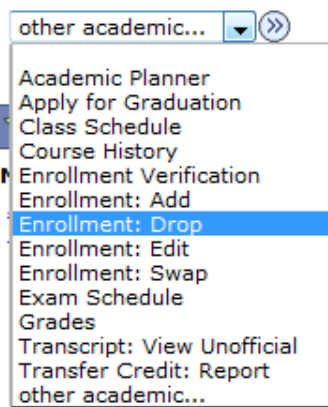 other academic...
Academic Planner
Apply for Graduation
Class Schedule
Course History
Enrollment Verification
Enrollment: Add
Enrollment: Drop
Enrollment: Edit
Enrollment: Swap
Exam Schedule
Grades
Transcript: View Unofficial
Transfer Credit: Report
other academic...